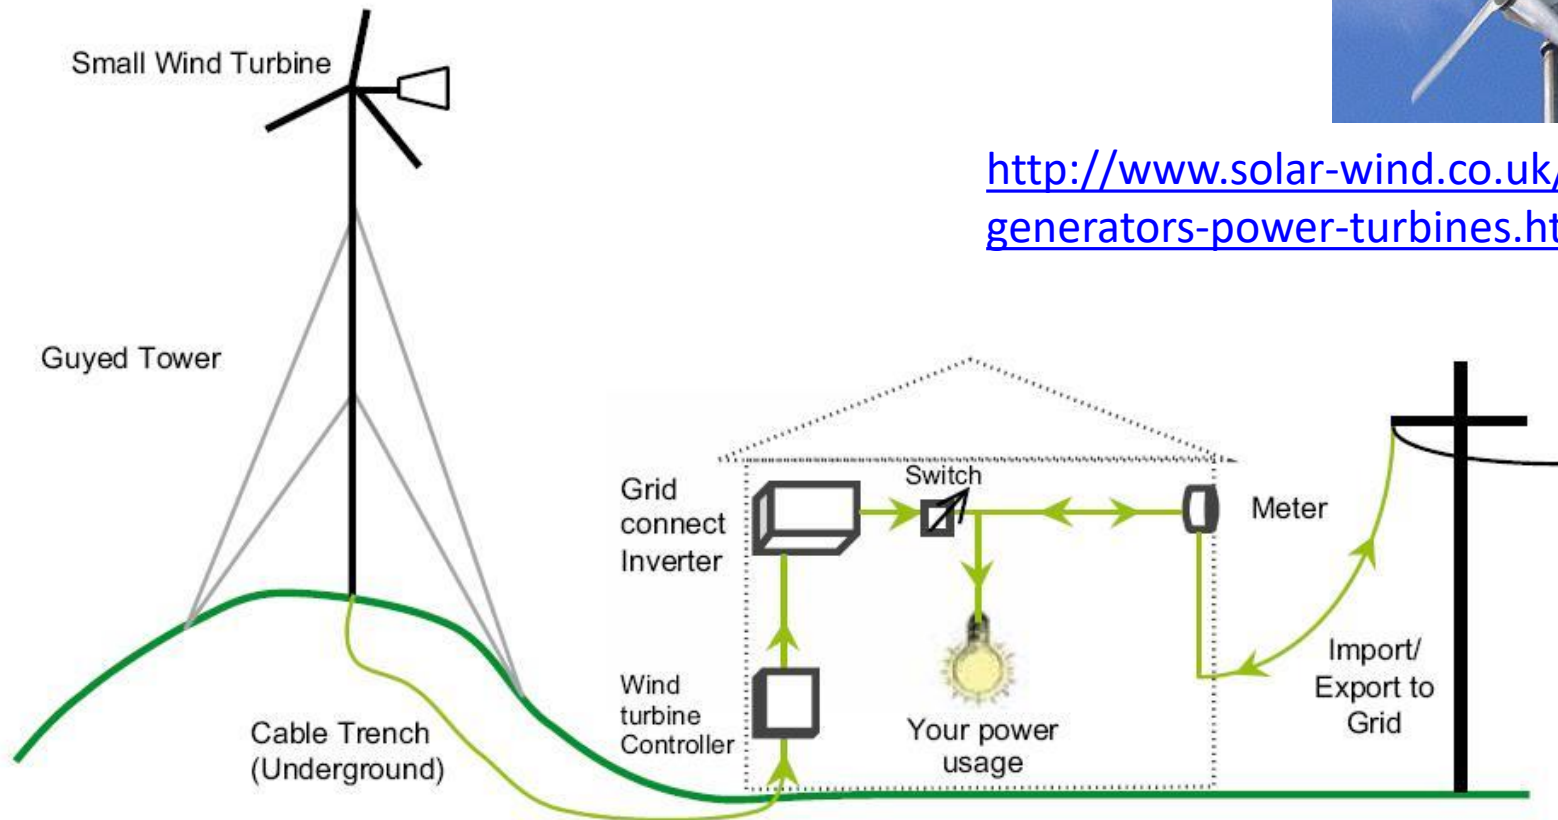 Small Wind Turbine
http://www.solar-wind.co.uk/
generators-power-turbines.ht
Guyed Tower
Grid
connect
Inverter
Switch
Meter
Wind
turbine
Controller
Your power
usage
Import/
Export to
Grid
Cable Trench
(Underground)